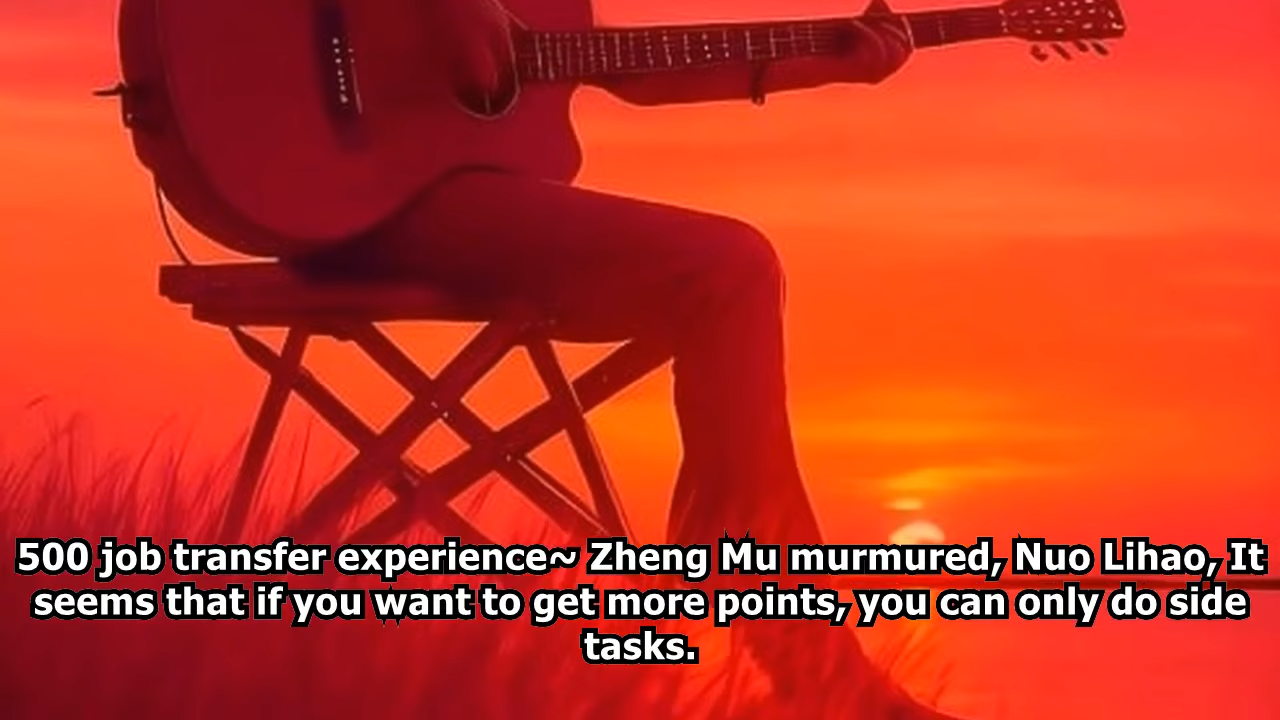 500 job transfer experience~ Zheng Mu murmured, Nuo Lihao, It
seems that if you want to get more points, you can only do side
tasks.